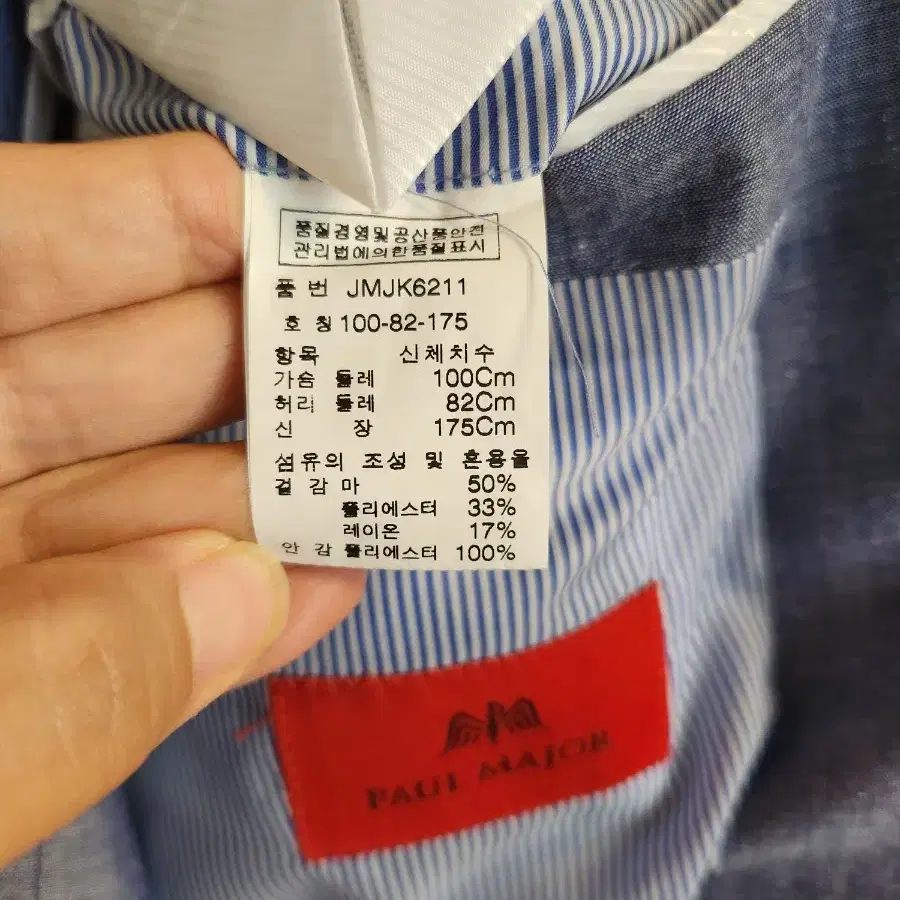 품질경영및공산품안전
관리법에의한품질표시
품 번 JMJK6211
호 칭 100-82-175
항목 신체치수
가슴 둘레 100Cm
허리 둘레 82Cm
신 장 175Cm
섬유의 조성 및 혼용율
겉 감 마 50%
폴리에스터 33%
레이온 17%
안 감 폴리에스터 100%
PAUL MAJOR